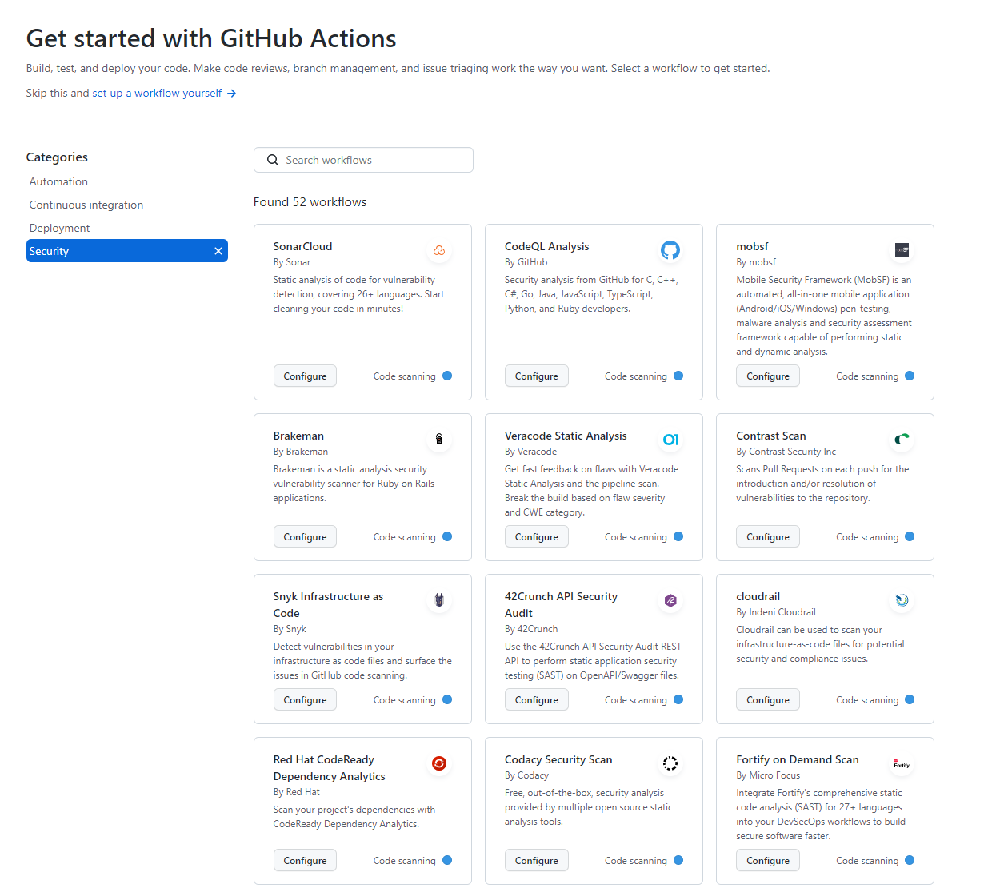 Get started with GitHub Actions
Build, test, and deploy your code. Make code reviews, branch management, and issue triaging work the way you want. Select a workflow to get started.
Skip this and set up a workflow yourself →
Categories
Automation
Continuous integration
Deployment
Security
Search workflows
Found 52 workflows
SonarCloud
By Sonar
Static analysis of code for vulnerability
detection, covering 26+ languages. Start
cleaning your code in minutes!
Configure
Code scanning
CodeQL Analysis
By GitHub
Security analysis from GitHub for C, C++,
C#, Go, Java, JavaScript, TypeScript,
Python, and Ruby developers.
Configure
Code scanning
mobsf
By mobsf
Mobile Security Framework (MobSF) is an
automated, all-in-one mobile application
(Android/iOS/Windows) pen-testing,
malware analysis and security assessment
framework capable of performing static
and dynamic analysis.
Configure
Code scanning
Brakeman
By Brakeman
Brakeman is a static analysis security
vulnerability scanner for Ruby on Rails
applications.
Configure
Code scanning
Veracode Static Analysis
By Veracode
Get fast feedback on flaws with Veracode
Static Analysis and the pipeline scan.
Break the build based on flaw severity
and CWE category.
Configure
Code scanning
Contrast Scan
By Contrast Security Inc
Scans Pull Requests on each push for the
introduction and/or resolution of
vulnerabilities to the repository.
Configure
Code scanning
Snyk Infrastructure as
Code
By Snyk
Detect vulnerabilities in your
infrastructure as code files and surface the
issues in GitHub code scanning.
Configure
Code scanning
42Crunch API Security
Audit
42
By 42Crunch
Use the 42Crunch API Security Audit REST
API to perform static application security
testing (SAST) on OpenAPI/Swagger files.
Configure
Code scanning
cloudrail
By Indeni Cloudrail
Cloudrail can be used to scan your
infrastructure-as-code files for potential
security and compliance issues.
Configure
Code scanning
Red Hat CodeReady
Dependency Analytics
By Red Hat
Scan your project's dependencies with
CodeReady Dependency Analytics.
Configure
Code scanning
Codacy Security Scan
By Codacy
Free, out-of-the-box, security analysis
provided by multiple open source static
analysis tools.
Configure
Code scanning
Fortify on Demand Scan
Fortify
By Micro Focus
Integrate Fortify's comprehensive static
code analysis (SAST) for 27+ languages
into your DevSecOps workflows to build
secure software faster.
Configure
Code scanning